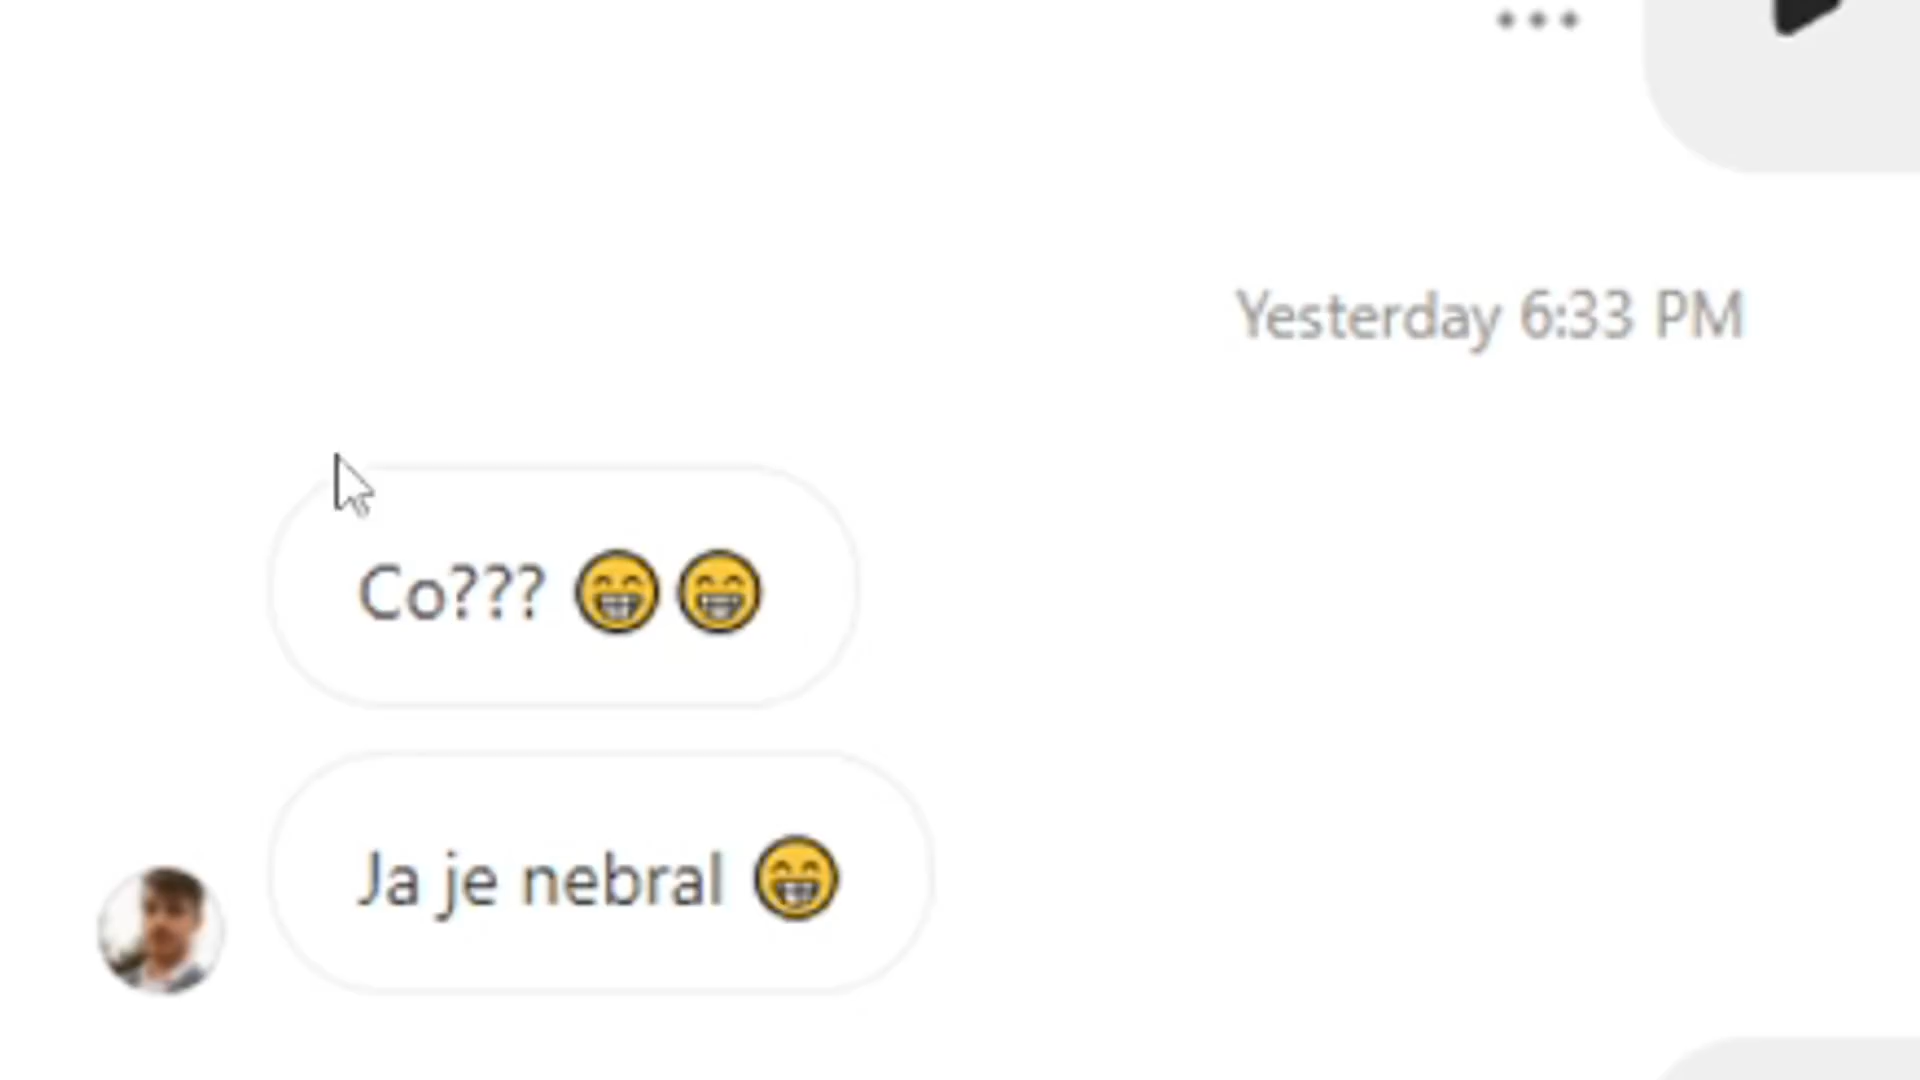 Yesterday 6:33 PM
Co??? 😁😁
Ja je nebral 😁